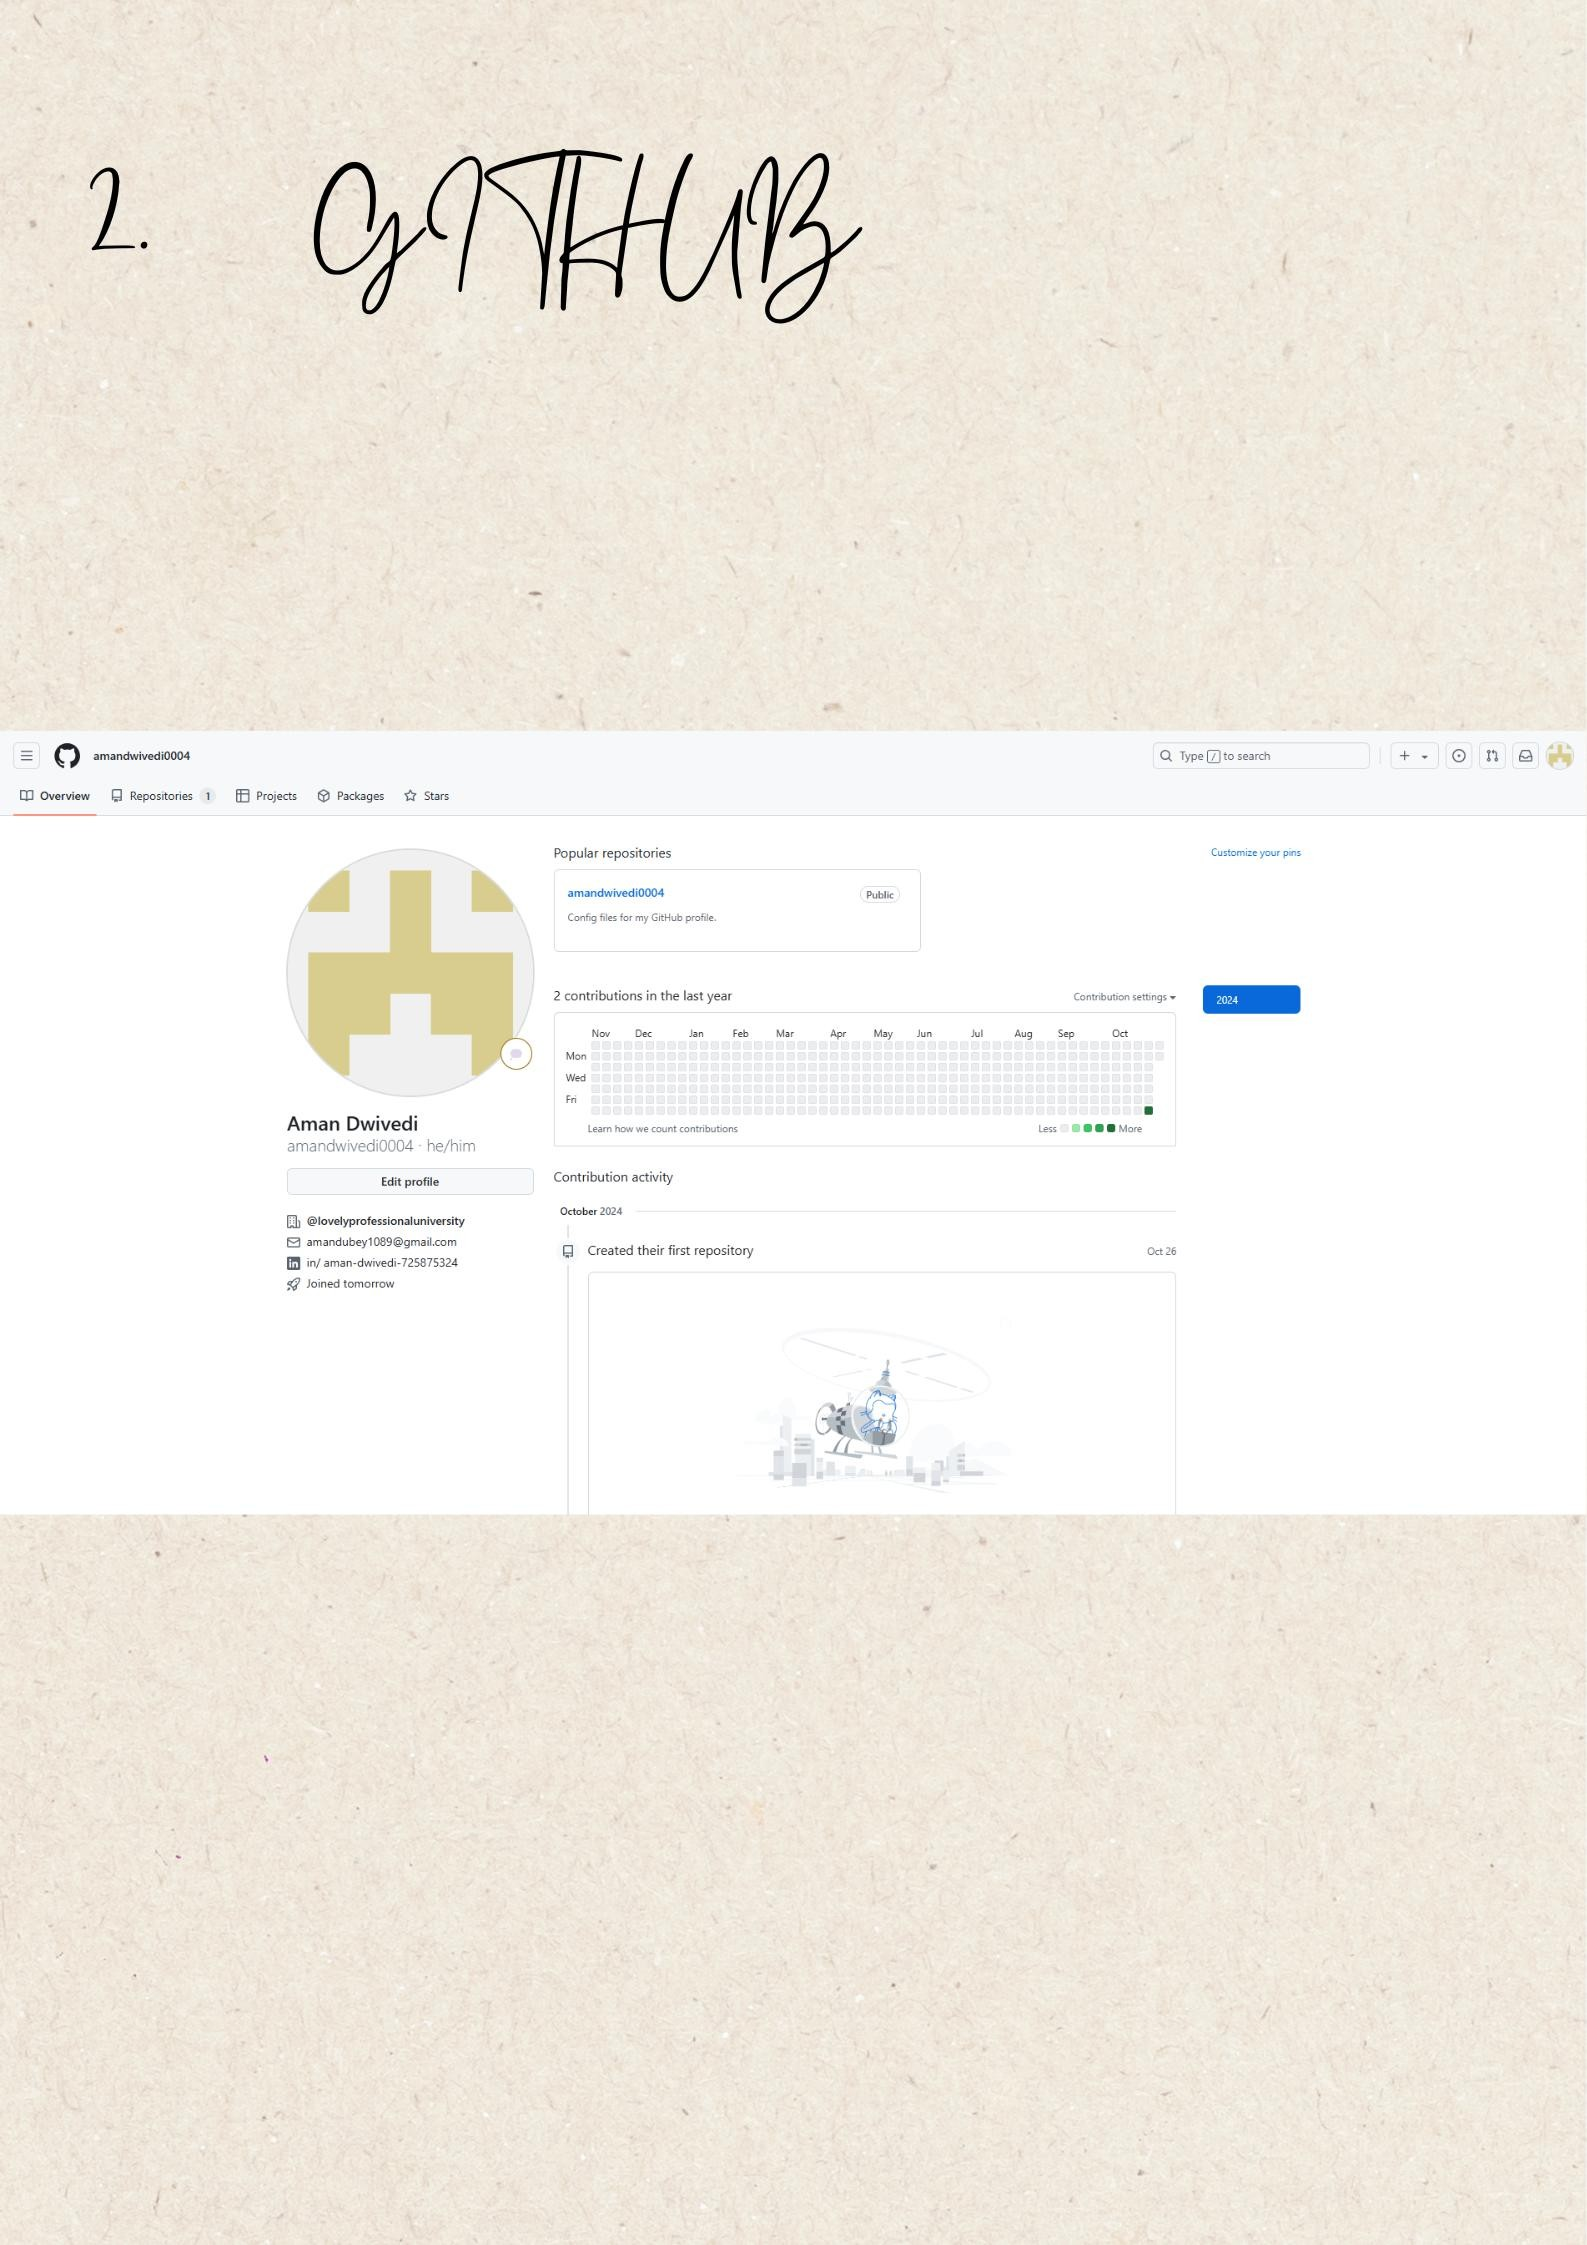 2. GITHUB
amandwivedi0004
Type / to search
Overview Repositories 1 Projects Packages Stars
Popular repositories Customize your pins
amandwivedi0004 Public
Config files for my GitHub profile.
2 contributions in the last year Contribution settings 2024
Nov Dec Jan Feb Mar Apr May Jun Jul Aug Sep Oct
Mon
Wed
Fri
Learn how we count contributions Less More
Aman Dwivedi
amandwivedi0004 · he/him
Edit profile
@lovelyprofessionaluniversity
amandubey1089@gmail.com
in/ aman-dwivedi-725875324
Joined tomorrow
Contribution activity
October 2024
Created their first repository Oct 26